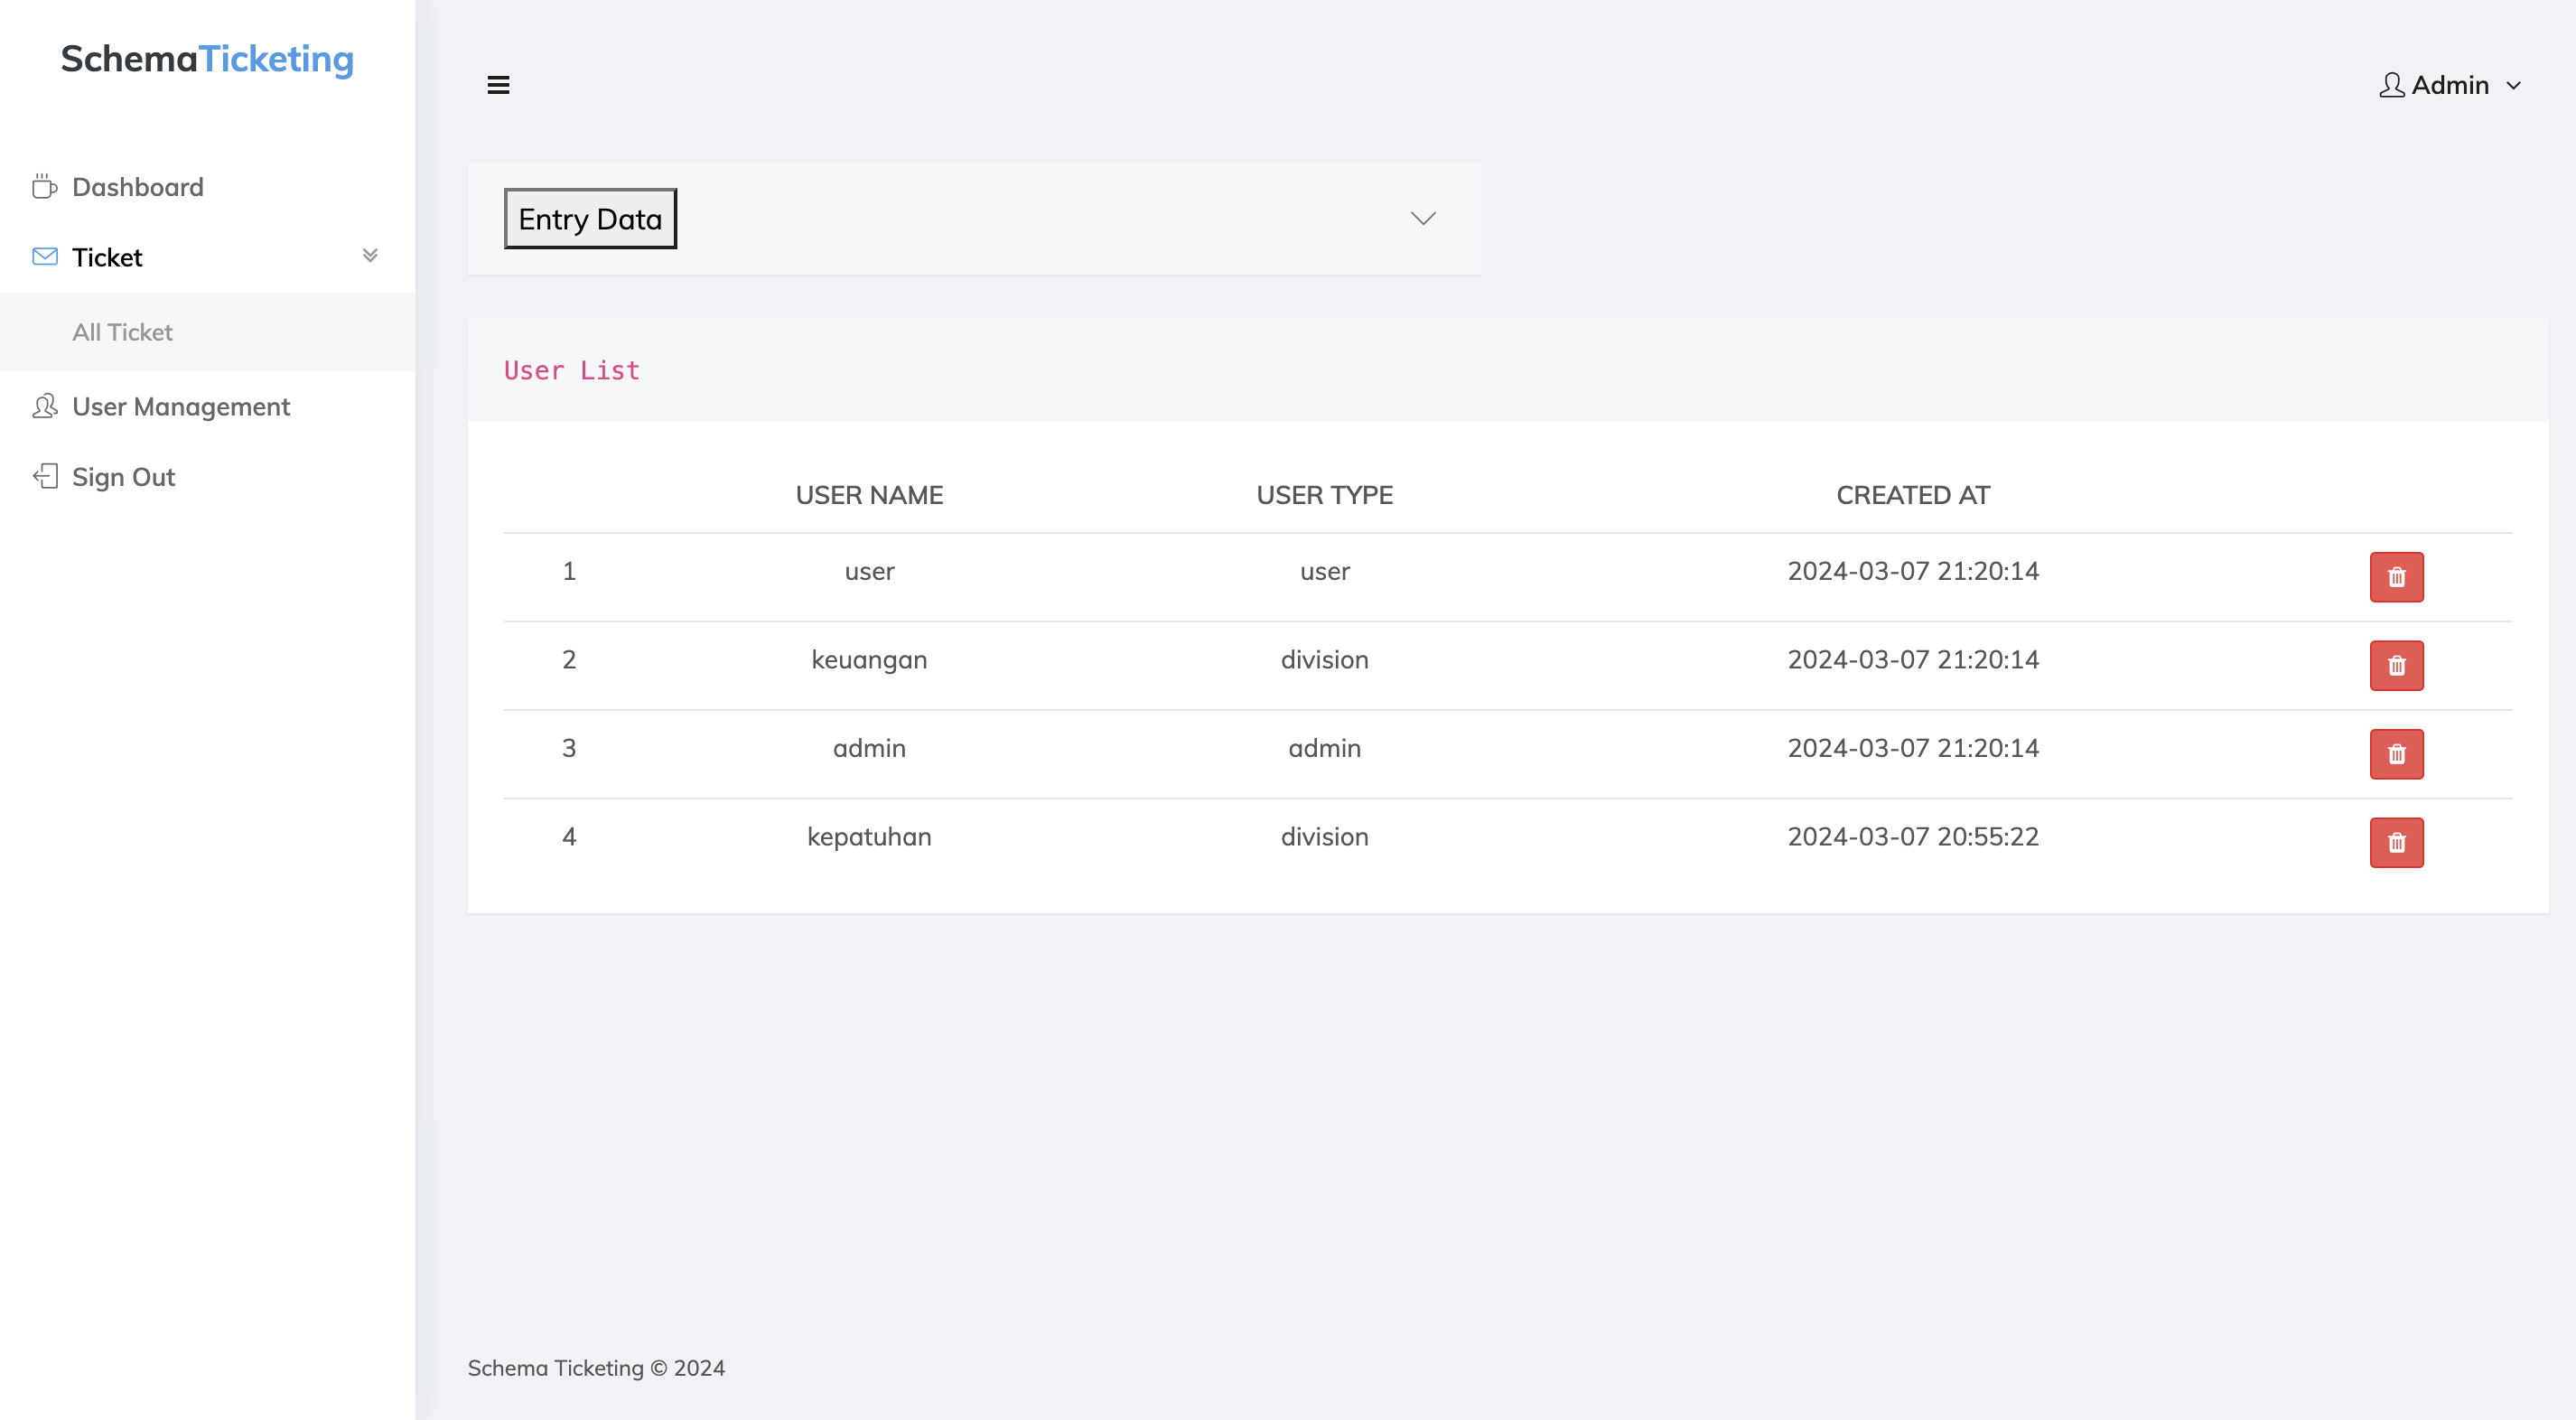 SchemaTicketing
Admin
Dashboard
Ticket
All Ticket
User Management
Sign Out
Entry Data
User List
USER NAME USER TYPE CREATED AT
1 user user 2024-03-07 21:20:14
2 keuangan division 2024-03-07 21:20:14
3 admin admin 2024-03-07 21:20:14
4 kepatuhan division 2024-03-07 20:55:22
Schema Ticketing © 2024